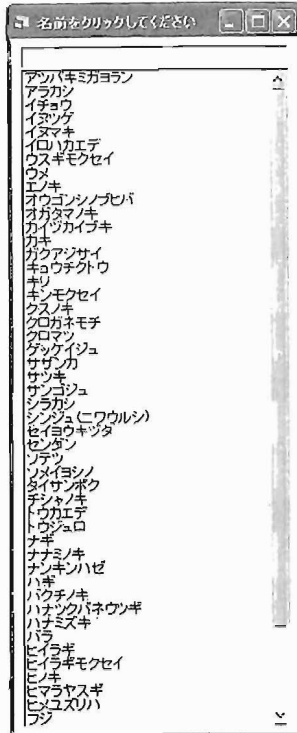 名前をクリックしてください
アツバキミガヨラン
アラカシ
イチョウ
イヌツゲ
イヌマキ
イロハカエデ
ウスギモクセイ
ウメ
エノキ
オウゴンシノブヒバ
オガタマノキ
カイヅカイブキ
カキ
ガクアジサイ
キョウチクトウ
キリ
キンモクセイ
クスノキ
クロガネモチ
クロマツ
ゲッケイジュ
サザンカ
サツキ
サンゴジュ
シラカシ
シンジュ(ニワウルシ)
セイヨウキヅタ
センダン
ソテツ
ソメイヨシノ
タイサンボク
チシャノキ
トウカエデ
トウジュロ
ナギ
ナナミノキ
ナンキンハゼ
ハギ
バクチノキ
ハナツクバネウツギ
ハナミズキ
バラ
ヒイラギ
ヒイラギモクセイ
ヒノキ
ヒマラヤスギ
ヒメユズリハ
フジ